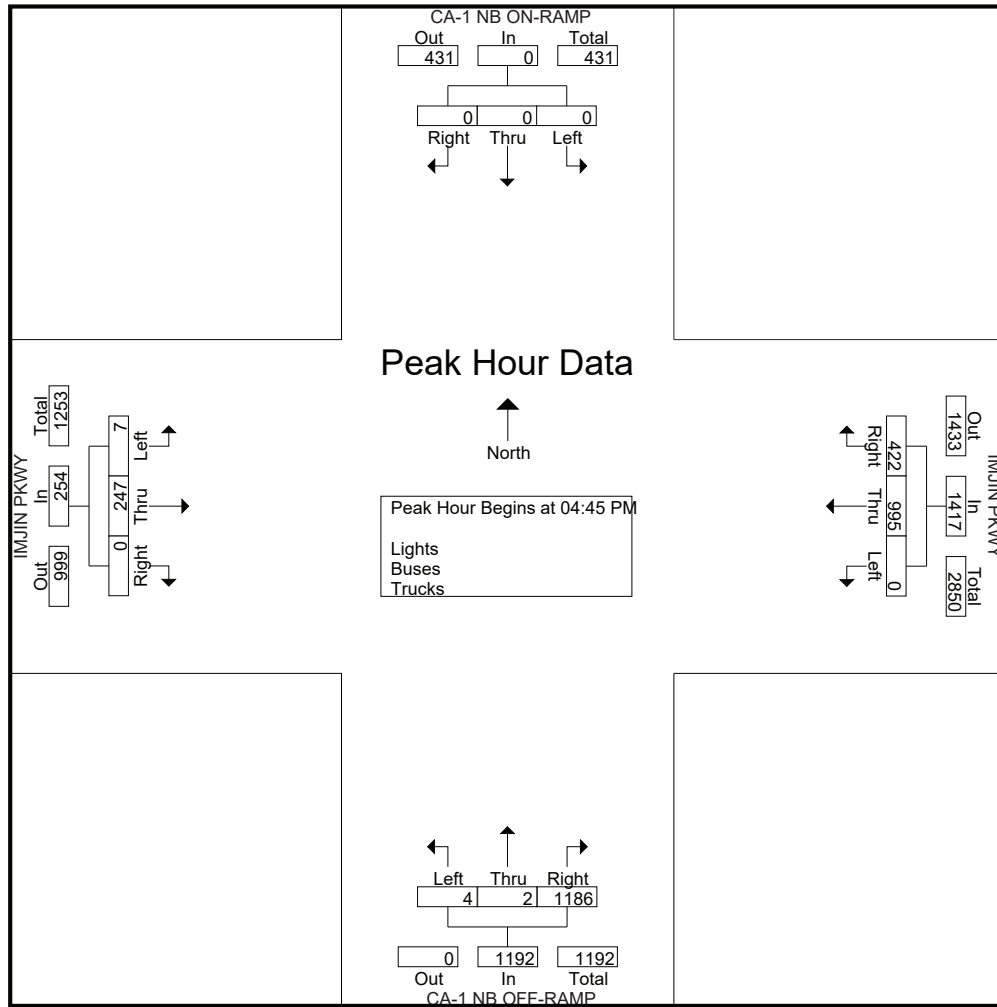 CA-1 NB ON-RAMP
Out In Total
431 0 431
0 0 0
Right Thru Left
Peak Hour Data
North
Peak Hour Begins at 04:45 PM
Lights
Buses
Trucks
IMJIN PKWY
Total In Out
1253 254 999
7 247 0
Left Thru Right
Right Thru Left
422 995 0
1433 1417 2850
Out In Total
IMJIN PKWY
Left Thru Right
4 2 1186
0 1192 1192
Out In Total
CA-1 NB OFF-RAMP